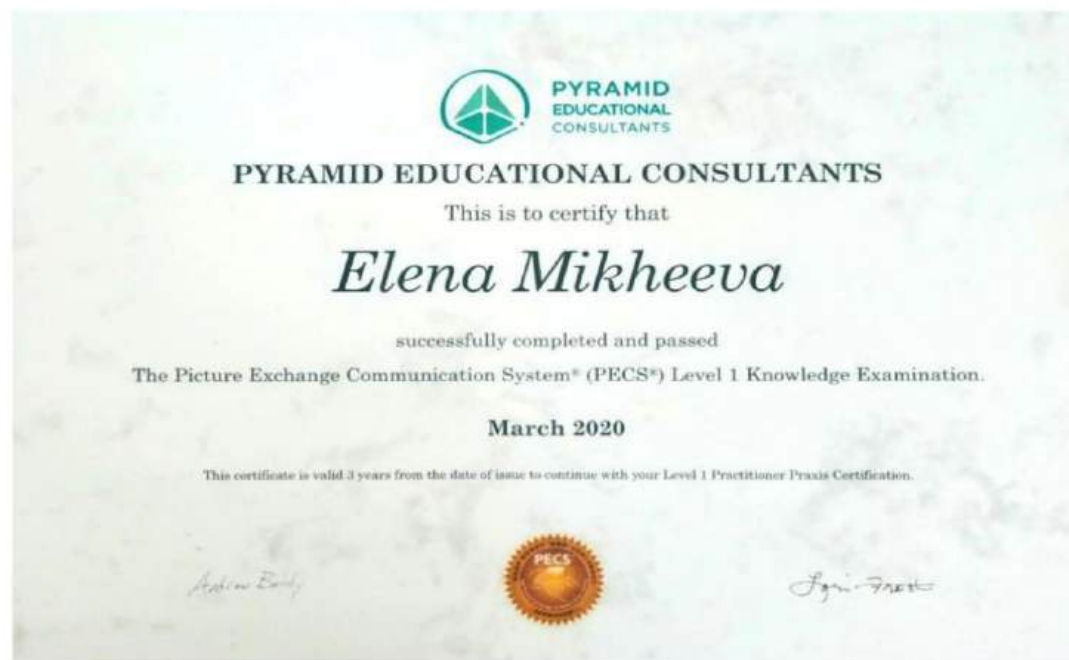 PYRAMID
EDUCATIONAL
CONSULTANTS
PYRAMID EDUCATIONAL CONSULTANTS
This is to certify that
Elena Mikheeva
successfully completed and passed
The Picture Exchange Communication System® (PECS®) Level 1 Knowledge Examination.
March 2020
This certificate is valid 3 years from the date of issue to continue with your Level 1 Practitioner Praxis Certification.
PECS